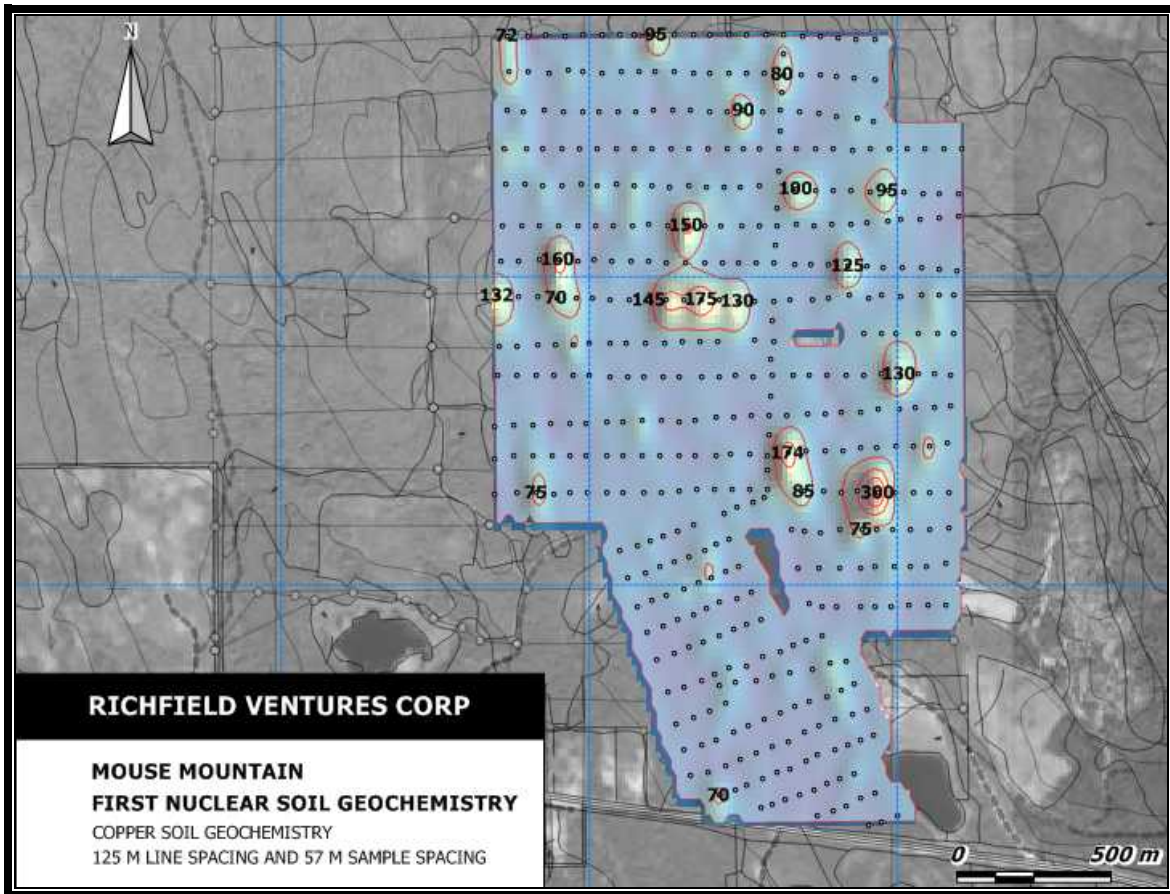 N
72
95
80
90
100
95
150
160
125
132
70
145 175 130
130
174
75
85
300
75
70
RICHFIELD VENTURES CORP
MOUSE MOUNTAIN
FIRST NUCLEAR SOIL GEOCHEMISTRY
COPPER SOIL GEOCHEMISTRY
125 M LINE SPACING AND 57 M SAMPLE SPACING
0 500 m